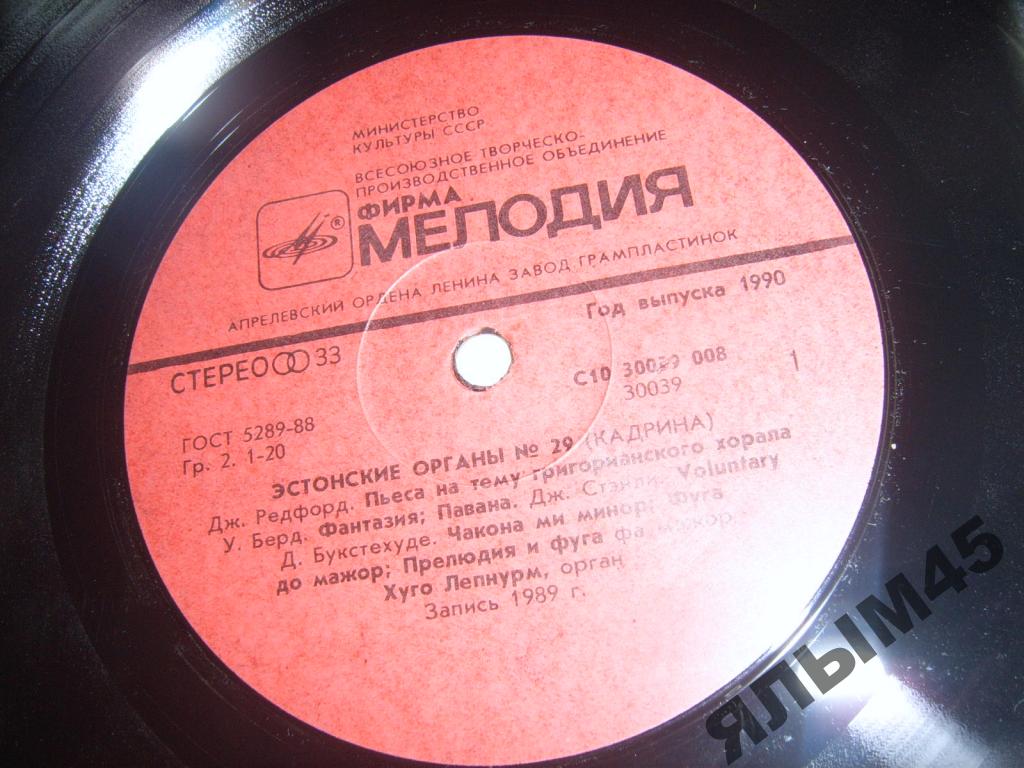 МИНИСТЕРСТВО
КУЛЬТУРЫ СССР
ВСЕСОЮЗНОЕ ТВОРЧЕСКО-
ПРОИЗВОДСТВЕННОЕ ОБЪЕДИНЕНИЕ
ФИРМА
МЕЛОДИЯ
®
АПРЕЛЕВСКИЙ ОРДЕНА ЛЕНИНА ЗАВОД ГРАМПЛАСТИНОК
Год выпуска 1990
СТЕРЕО 33
С10 30039 008
30039
1
ГОСТ 5289-88
Гр. 2. 1-20
ЭСТОНСКИЕ ОРГАНЫ № 29 (КАДРИНА)
Дж. Редфорд. Пьеса на тему григорианского хорала
У. Берд. Фантазия; Павана. Дж. Стэнли. Voluntary
Д. Букстехуде. Чакона ми минор; Фуга
до мажор; Прелюдия и фуга фа мажор.
Хуго Лепнурм, орган
Запись 1989 г.
ЯЛЫМ45